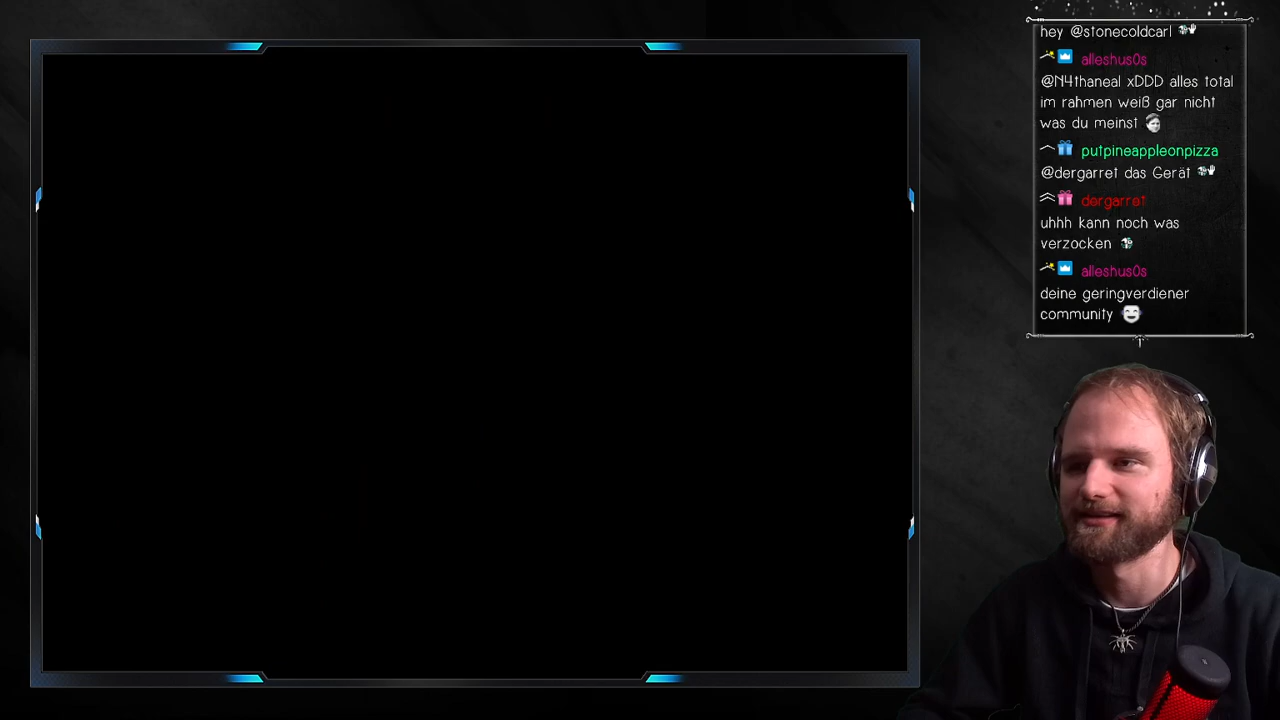 hey @stonecoldcarl
alleshus0s
@N4thaneal xDDD alles total
im rahmen weiß gar nicht
was du meinst
putpineappleonpizza
@dergarret das Gerät
dergarret
uhhh kann noch was
verzocken
alleshus0s
deine geringverdiener
community